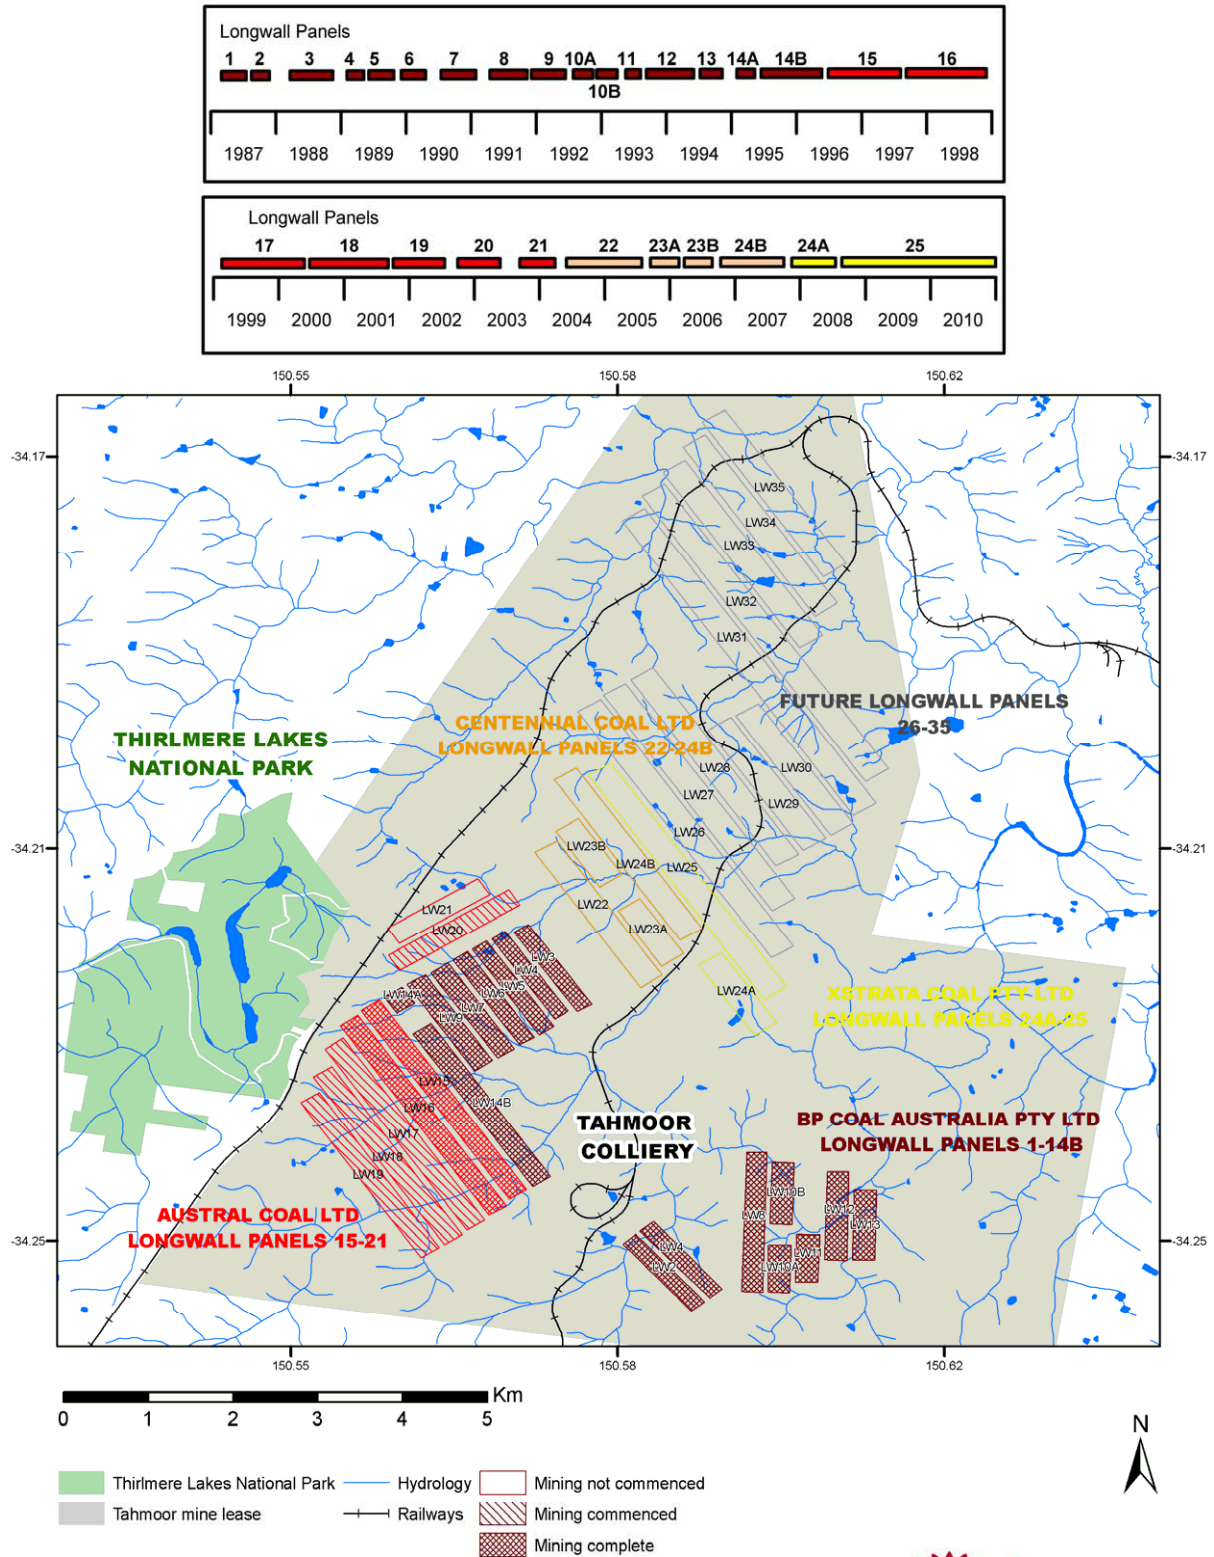 Longwall Panels
1 2 3 4 5 6 7 8 9 10A 11 12 13 14A 14B 15 16
10B
1987 1988 1989 1990 1991 1992 1993 1994 1995 1996 1997 1998
Longwall Panels
17 18 19 20 21 22 23A 23B 24B 24A 25
1999 2000 2001 2002 2003 2004 2005 2006 2007 2008 2009 2010
150.55 150.58 150.62
-34.17 -34.17
LW35
LW34
LW33
LW32
LW31
FUTURE LONGWALL PANELS
26-35
CENTENNIAL COAL LTD
LONGWALL PANELS 22-24B
THIRLMERE LAKES
NATIONAL PARK
LW28 LW30
LW27 LW29
LW26
-34.21 -34.21
LW23B
LW24B LW25
LW22
LW21
LW20
LW23A
LW3
LW4
LW5
LW6
LW7
LW9
LW14A
LW24A
XSTRATA COAL PTY LTD
LONGWALL PANELS 24A-25
LW15
LW14B
LW16
LW17
LW18
LW19
TAHMOOR
COLLIERY
BP COAL AUSTRALIA PTY LTD
LONGWALL PANELS 1-14B
AUSTRAL COAL LTD
LONGWALL PANELS 15-21
LW10B
LW8 LW12
LW13
LW11
LW10A
LW4
LW2
-34.25 -34.25
150.55 150.58 150.62
Km
0 1 2 3 4 5
N
Thirlmere Lakes National Park Hydrology Mining not commenced
Tahmoor mine lease Railways Mining commenced
Mining complete